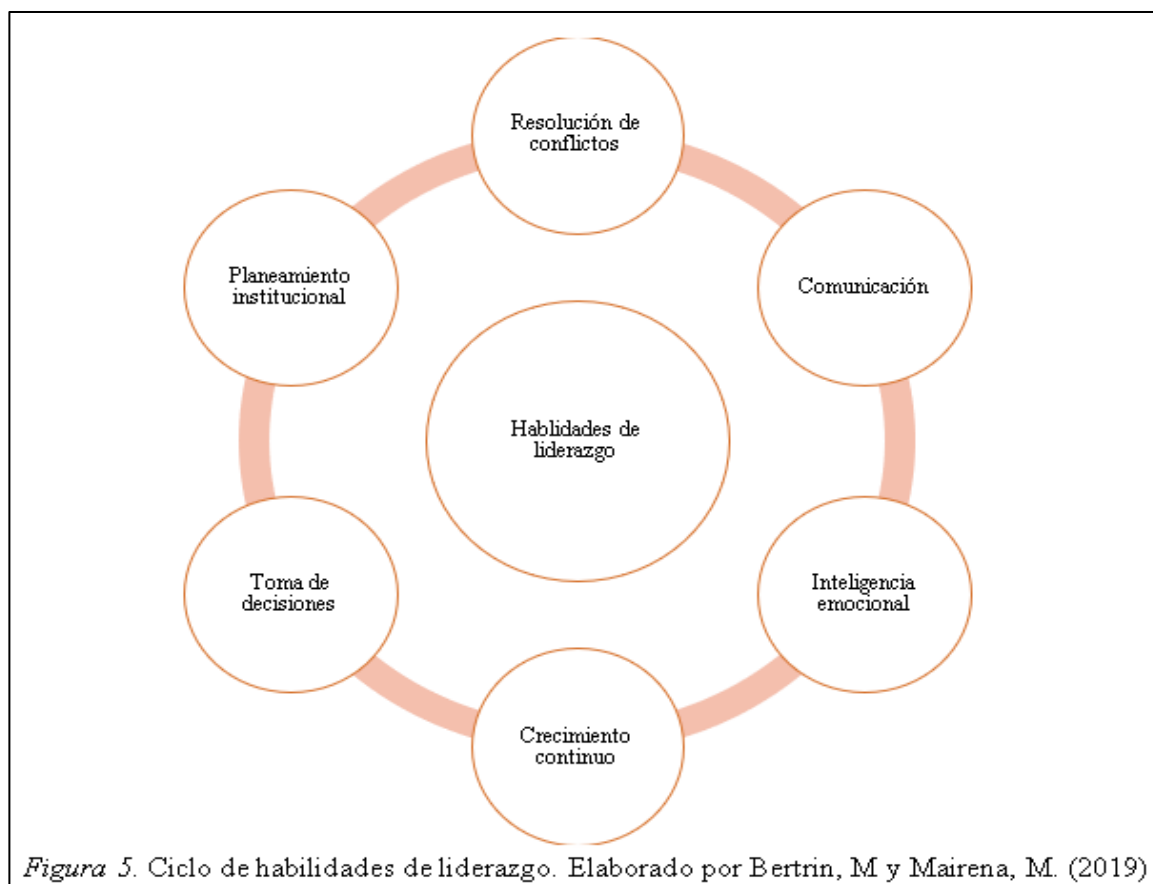 Resolución de
conflictos
Comunicación
Inteligencia
emocional
Crecimiento
continuo
Toma de
decisiones
Planeamiento
institucional
Hablidades de
liderazgo
Figura 5. Ciclo de habilidades de liderazgo. Elaborado por Bertrin, M y Mairena, M. (2019)